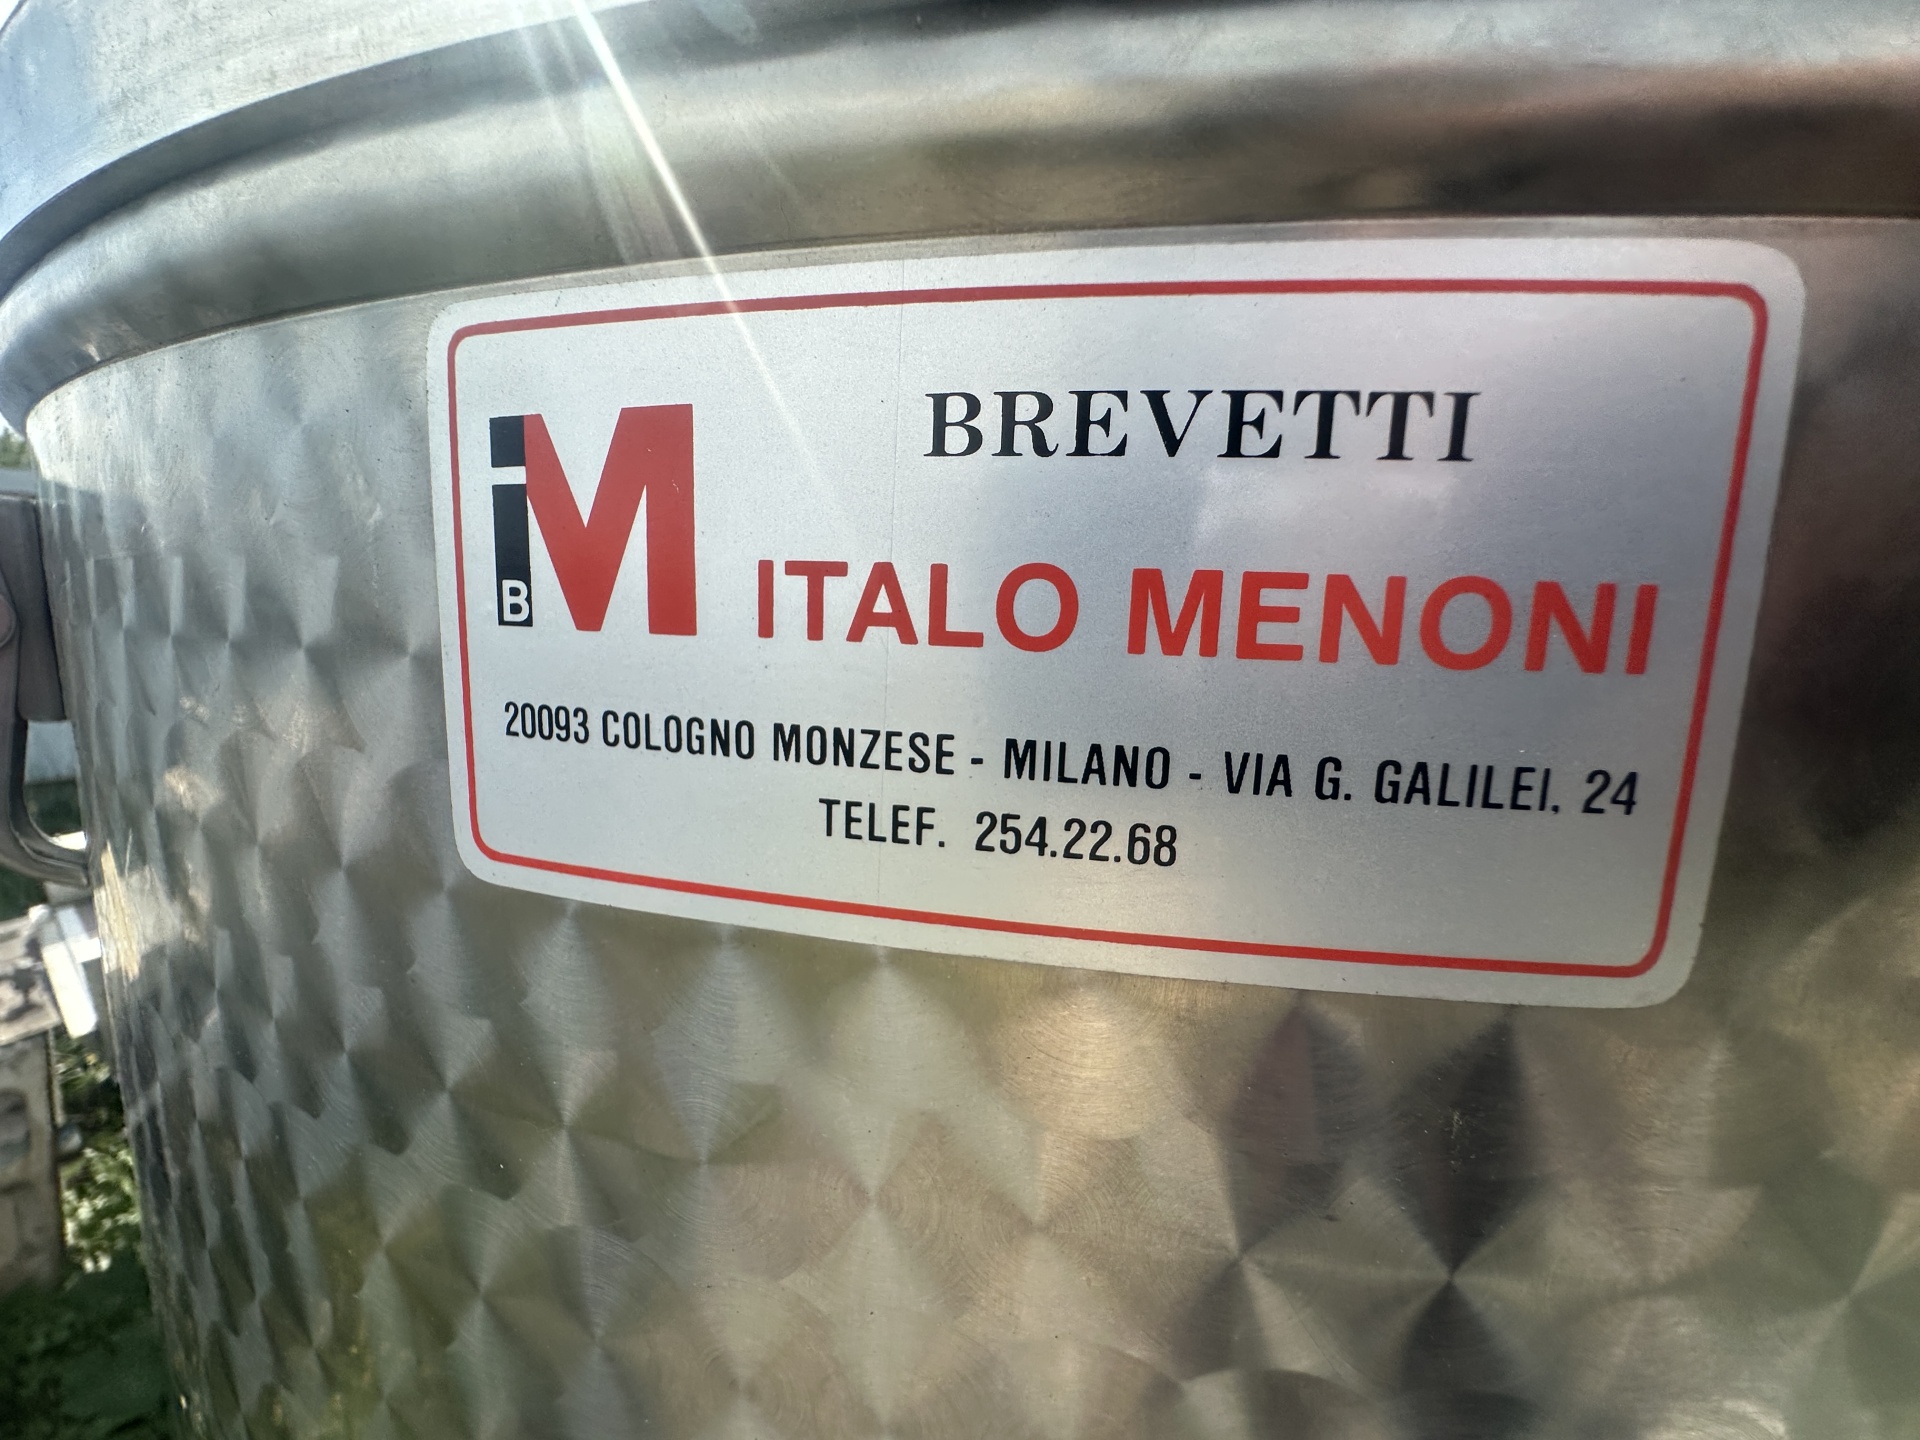 BREVETTI
iM
B
ITALO MENONI
20093 COLOGNO MONZESE - MILANO - VIA G. GALILEI, 24
TELEF. 254.22.68